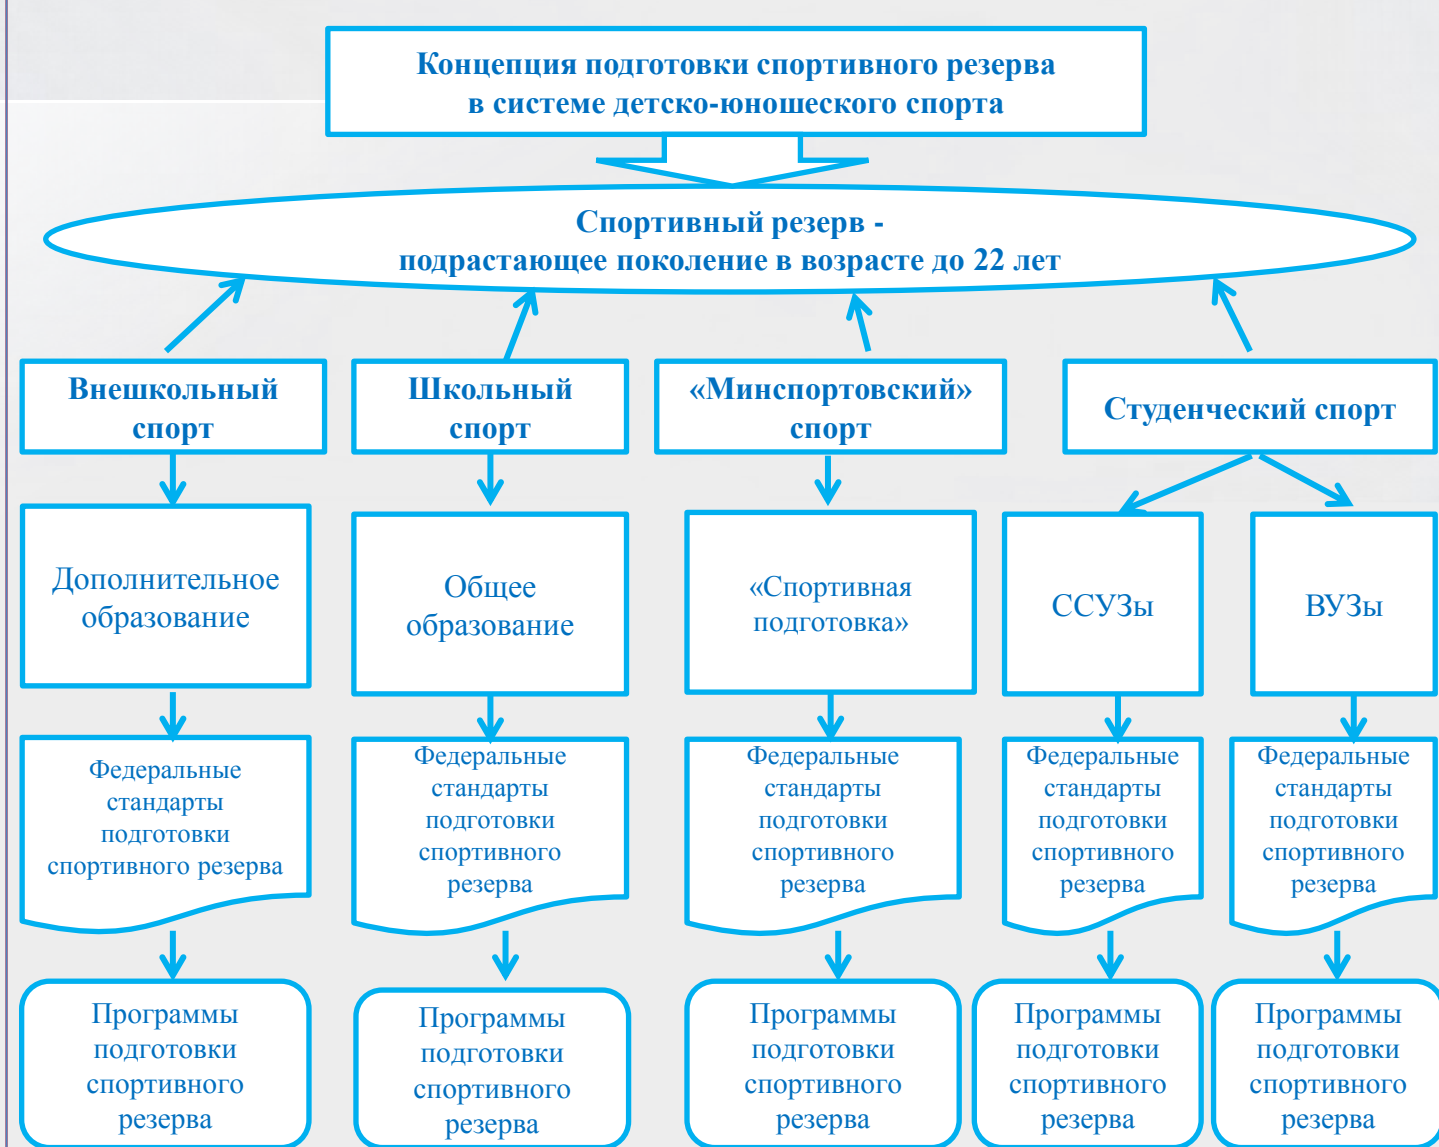 Концепция подготовки спортивного резерва
в системе детско-юношеского спорта
Спортивный резерв -
подрастающее поколение в возрасте до 22 лет
Внешкольный
спорт
Школьный
спорт
«Минспортовский»
спорт
Студенческий спорт
Дополнительное
образование
Общее
образование
«Спортивная
подготовка»
ССУЗы
ВУЗы
Федеральные
стандарты
подготовки
спортивного резерва
Федеральные
стандарты
подготовки
спортивного
резерва
Федеральные
стандарты
подготовки
спортивного
резерва
Федеральные
стандарты
подготовки
спортивного
резерва
Федеральные
стандарты
подготовки
спортивного
резерва
Программы
подготовки
спортивного
резерва
Программы
подготовки
спортивного
резерва
Программы
подготовки
спортивного
резерва
Программы
подготовки
спортивного
резерва
Программы
подготовки
спортивного
резерва